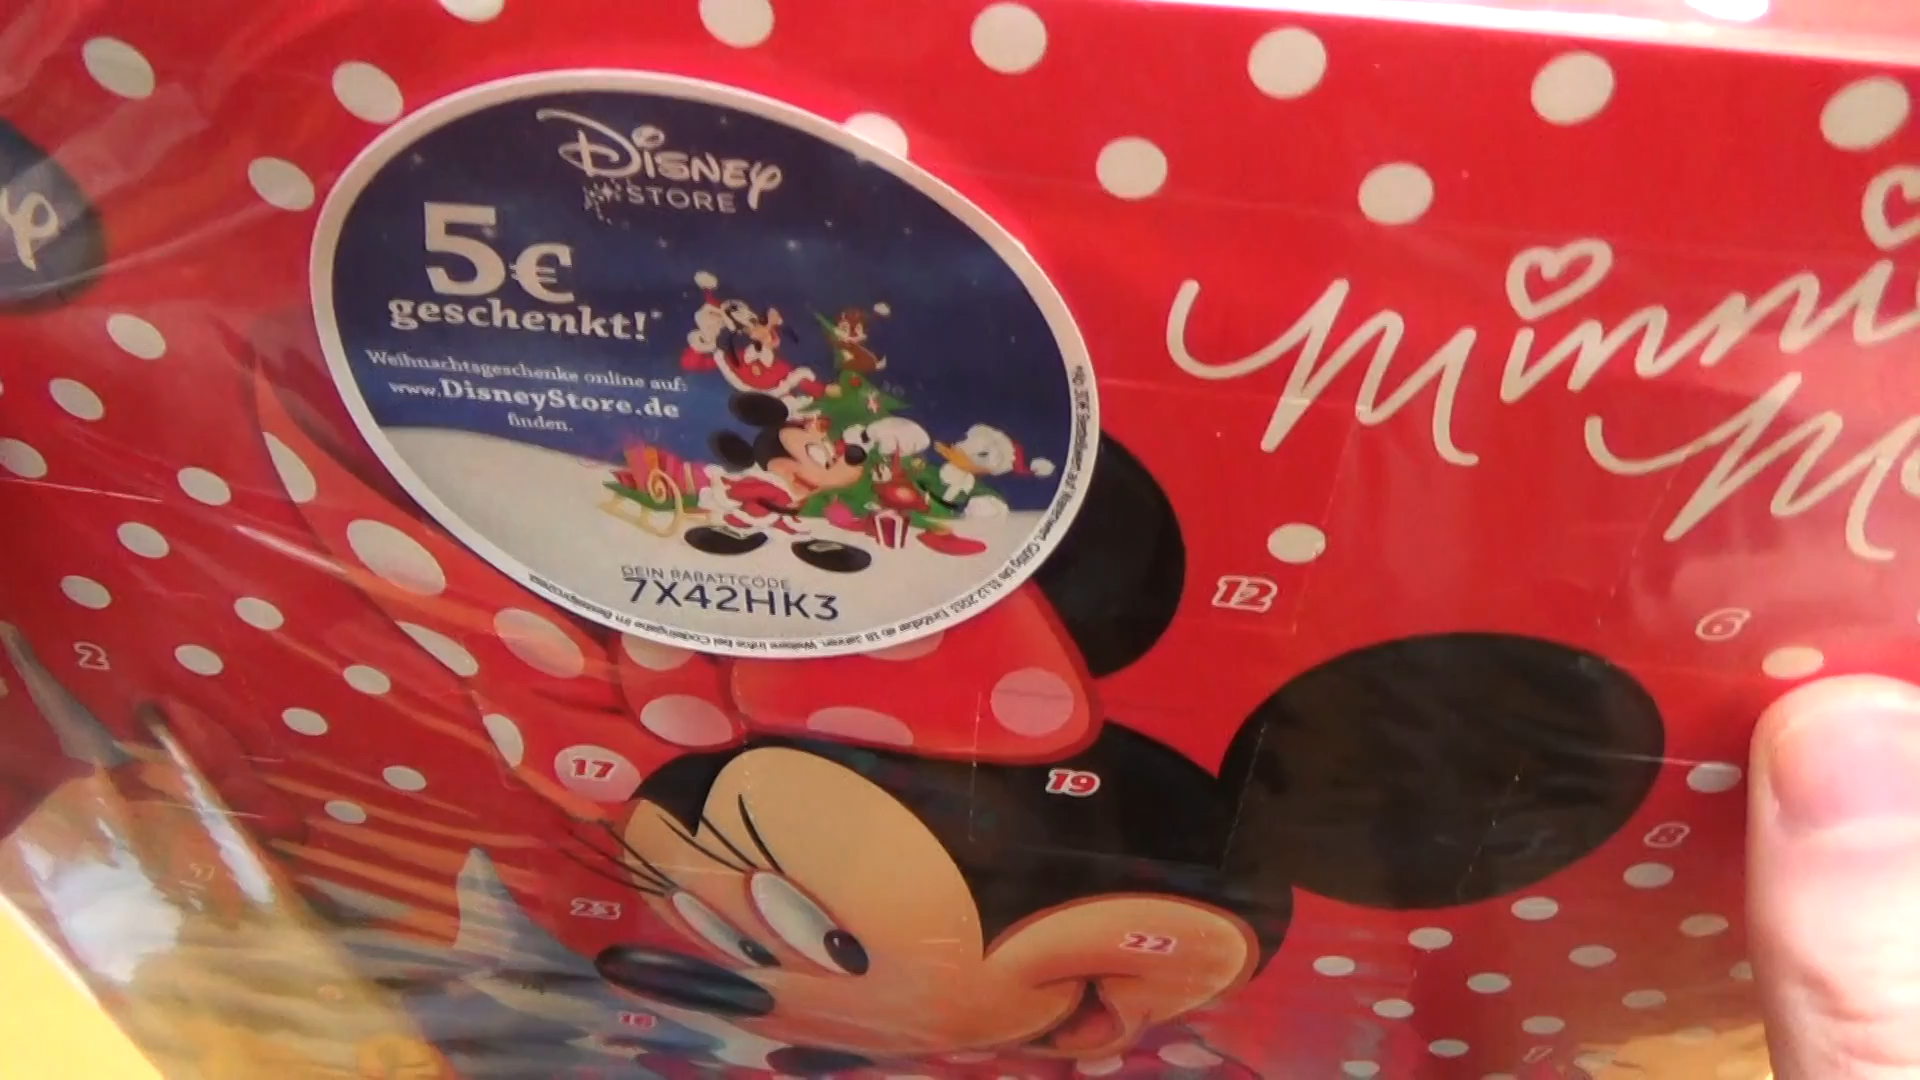 Disney
STORE
5€
geschenkt!*
Weihnachtsgeschenke online auf:
www.DisneyStore.de
finden.
DEIN RABATTCODE
7X42HK3
Minni
M
12
6
2
17
19
8
23
22
18